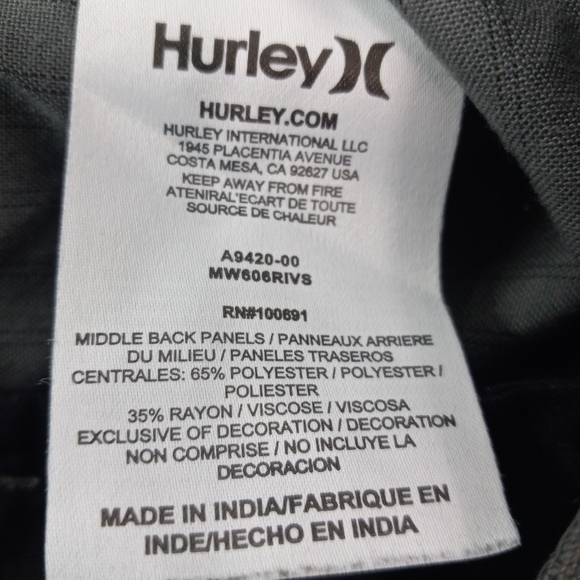 Hurley
HURLEY.COM
HURLEY INTERNATIONAL LLC
1945 PLACENTIA AVENUE
COSTA MESA, CA 92627 USA
KEEP AWAY FROM FIRE
ATENIRAL'ECART DE TOUTE
SOURCE DE CHALEUR
A9420-00
MW606RIVS
RN#100691
MIDDLE BACK PANELS / PANNEAUX ARRIERE
DU MILIEU / PANELES TRASEROS
CENTRALES: 65% POLYESTER / POLYESTER /
POLIESTER
35% RAYON / VISCOSE / VISCOSA
EXCLUSIVE OF DECORATION / DECORATION
NON COMPRISE / NO INCLUYE LA
DECORACION
MADE IN INDIA/FABRIQUE EN
INDE/HECHO EN INDIA